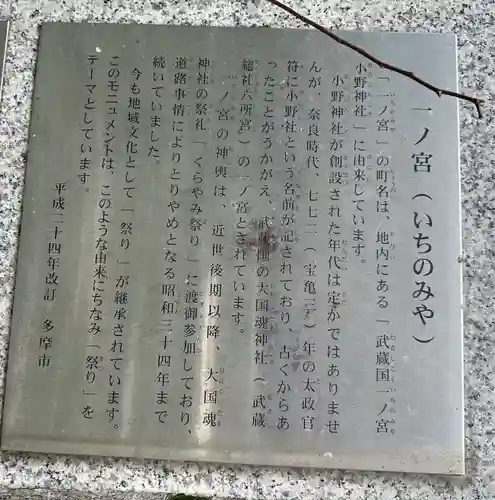 一ノ宮（いちのみや）
「一ノ宮」の町名は、地内にある「武蔵国一ノ宮
小野神社」に由来しています。
小野神社が創設された年代は定かではありませ
んが、奈良時代、七七二（宝亀三）年の太政官
符に小野社という名前が記されており、古くからあ
ったことがうかがえ、武蔵国の大国魂神社（武蔵
総社六所宮）の一ノ宮とされています。
一ノ宮の神輿は、近世後期以降、大国魂
神社の祭礼「くらやみ祭り」に渡御参加しており、
道路事情によりとりやめとなる昭和三十四年まで
続いていました。
今も地域文化として「祭り」が継承されています。
このモニュメントは、このような由来にちなみ「祭り」を
テーマとしています。
平成二十四年改訂　多摩市